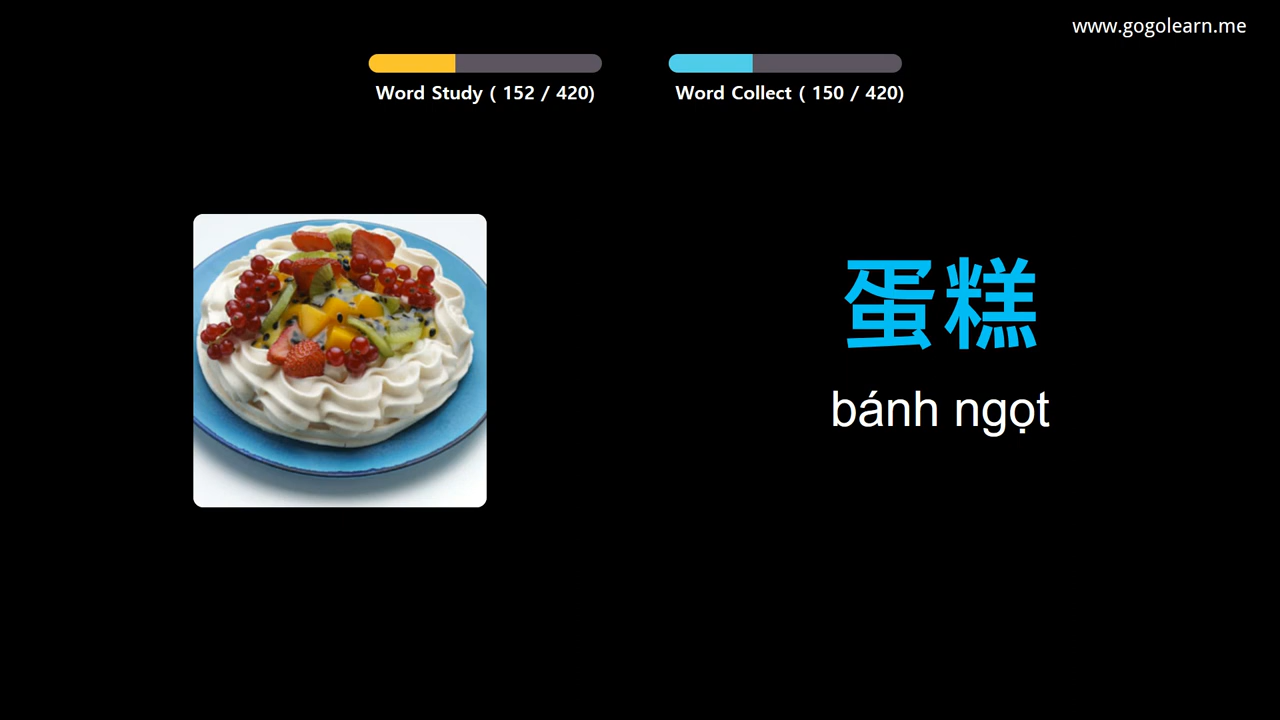 www.gogolearn.me
Word Study ( 152 / 420)
Word Collect ( 150 / 420)
蛋糕
bánh ngọt